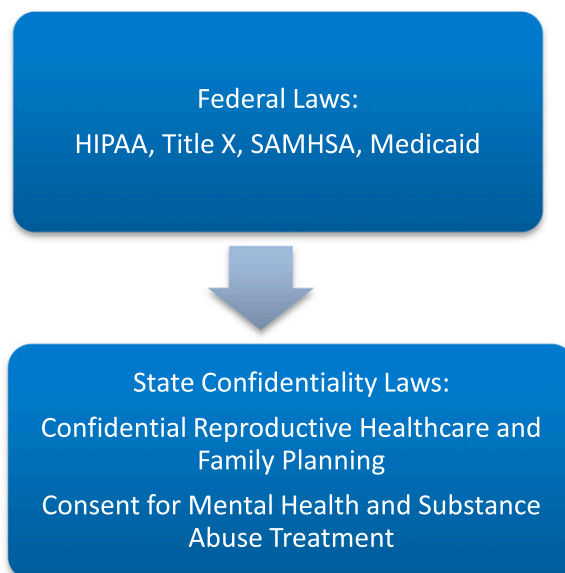 Federal Laws:
HIPAA, Title X, SAMHSA, Medicaid
State Confidentiality Laws:
Confidential Reproductive Healthcare and
Family Planning
Consent for Mental Health and Substance
Abuse Treatment